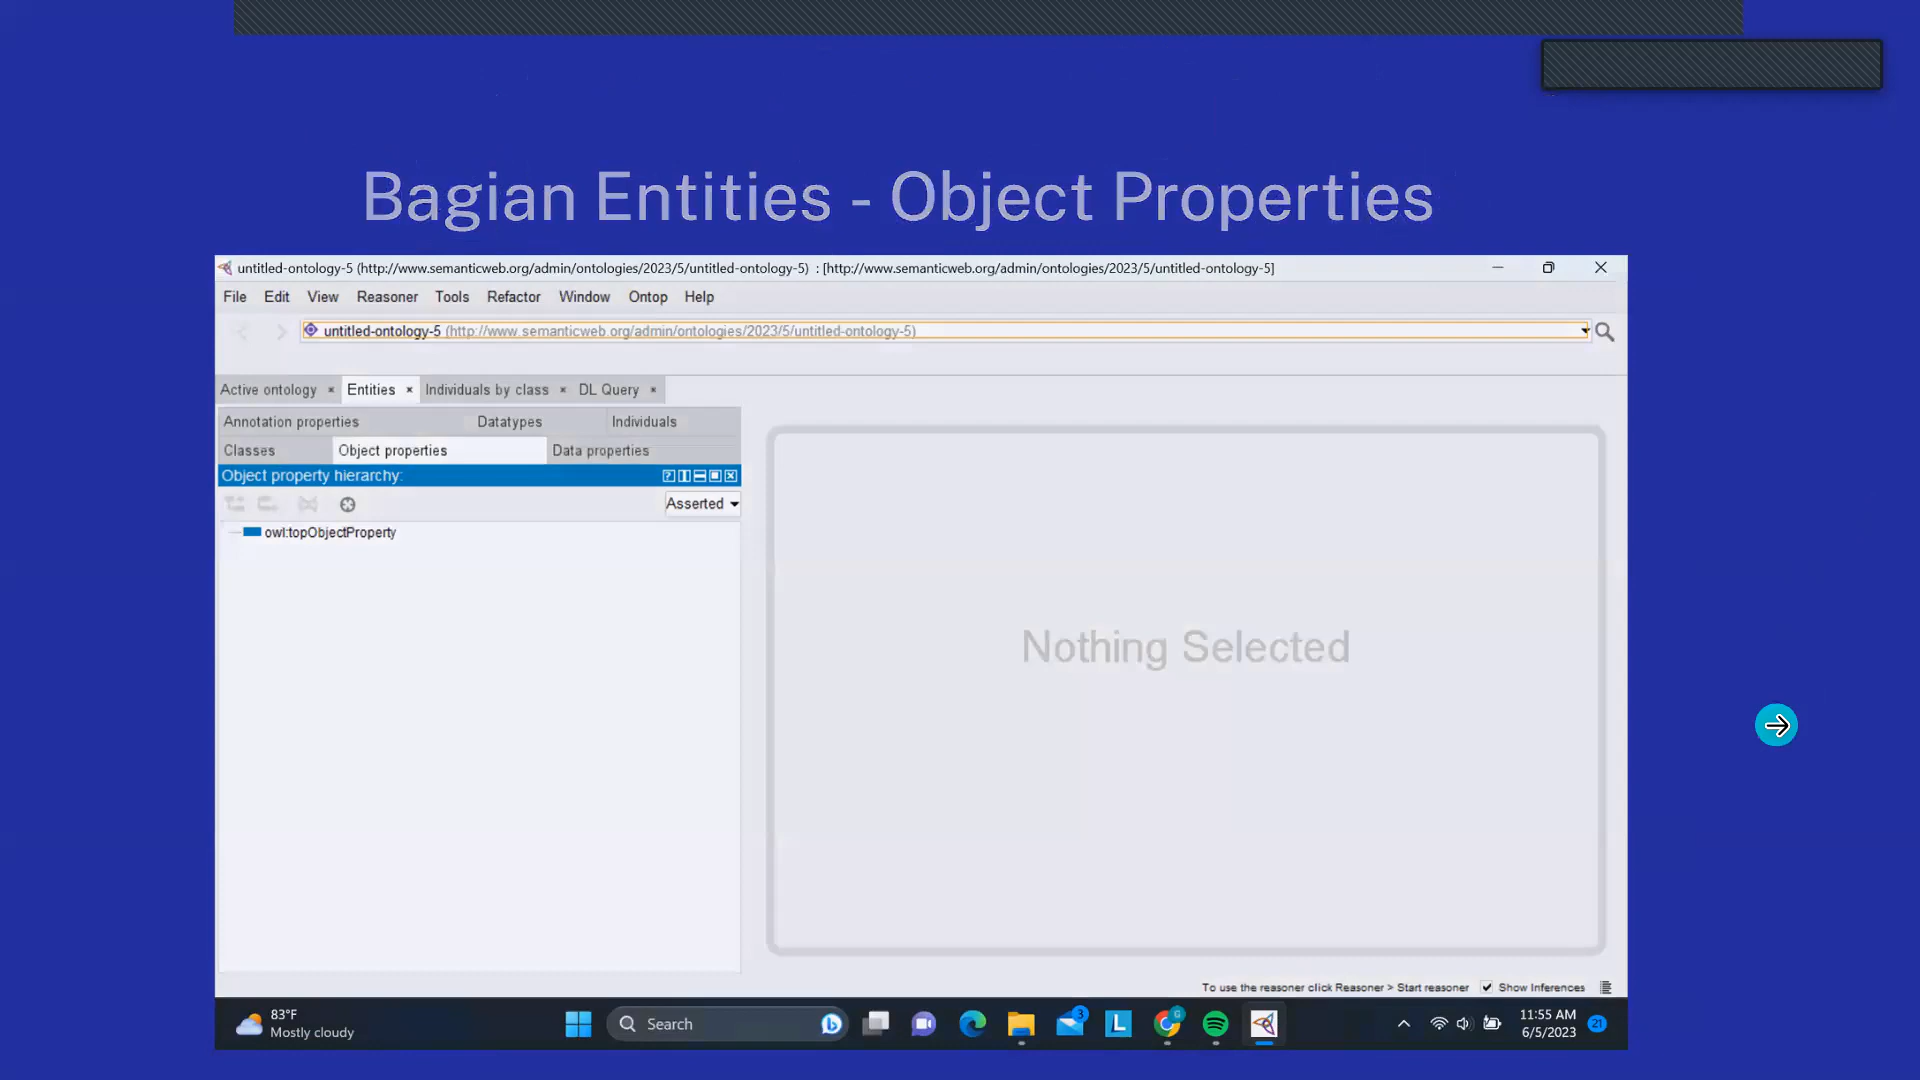 Bagian Entities - Object Properties
untitled-ontology-5 (http://www.semanticweb.org/admin/ontologies/2023/5/untitled-ontology-5) : [http://www.semanticweb.org/admin/ontologies/2023/5/untitled-ontology-5]
File Edit View Reasoner Tools Refactor Window Ontop Help
untitled-ontology-5 (http://www.semanticweb.org/admin/ontologies/2023/5/untitled-ontology-5)
Active ontology × Entities × Individuals by class × DL Query ×
Annotation properties Datatypes Individuals
Classes Object properties Data properties
Object property hierarchy:
Asserted
owl:topObjectProperty
Nothing Selected
To use the reasoner click Reasoner > Start reasoner Show Inferences
83°F
Mostly cloudy
Search
3
L
G
11:55 AM
6/5/2023
21